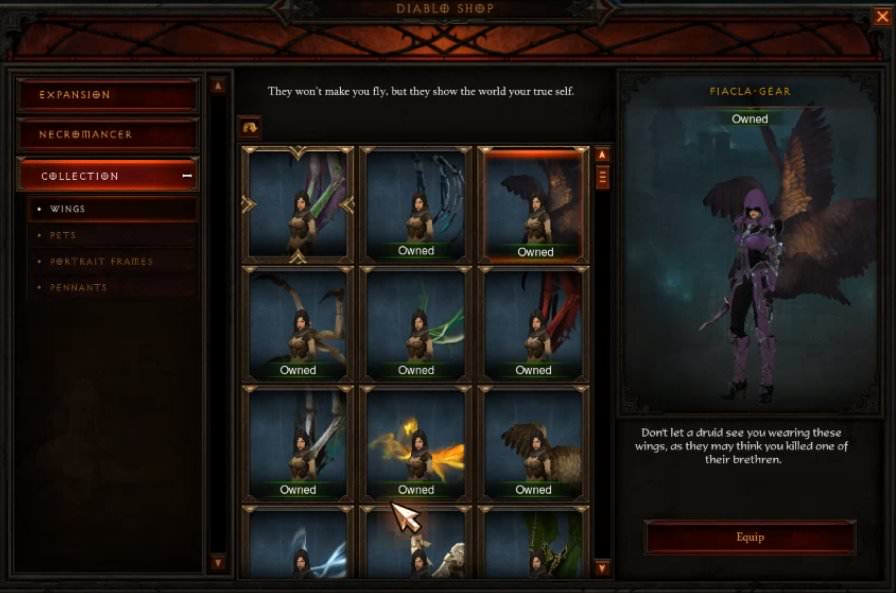 DIABLO SHOP
EXPANSION
NECROMANCER
COLLECTION
• WINGS
• PETS
• PORTRAIT FRAMES
• PENNANTS
They won't make you fly, but they show the world your true self.
Owned
Owned
Owned
Owned
Owned
Owned
Owned
Owned
FIACLA-GEAR
Owned
Don't let a druid see you wearing these
wings, as they may think you killed one of
their brethren.
Equip